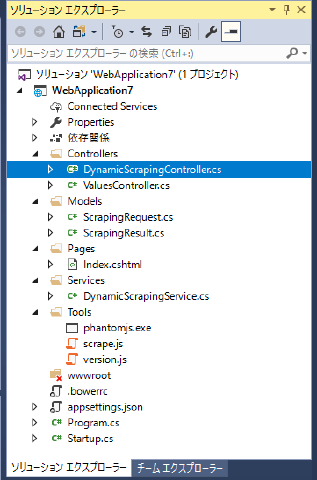 ソリューション エクスプローラー
ソリューション エクスプローラー の検索 (Ctrl+:)
ソリューション 'WebApplication7' (1 プロジェクト)
WebApplication7
Connected Services
Properties
依存関係
Controllers
DynamicScrapingController.cs
ValuesController.cs
Models
ScrapingRequest.cs
ScrapingResult.cs
Pages
Index.cshtml
Services
DynamicScrapingService.cs
Tools
phantomjs.exe
scrape.js
version.js
wwwroot
.bowerrc
appsettings.json
Program.cs
Startup.cs
ソリューション エクスプローラー チーム エクスプローラー